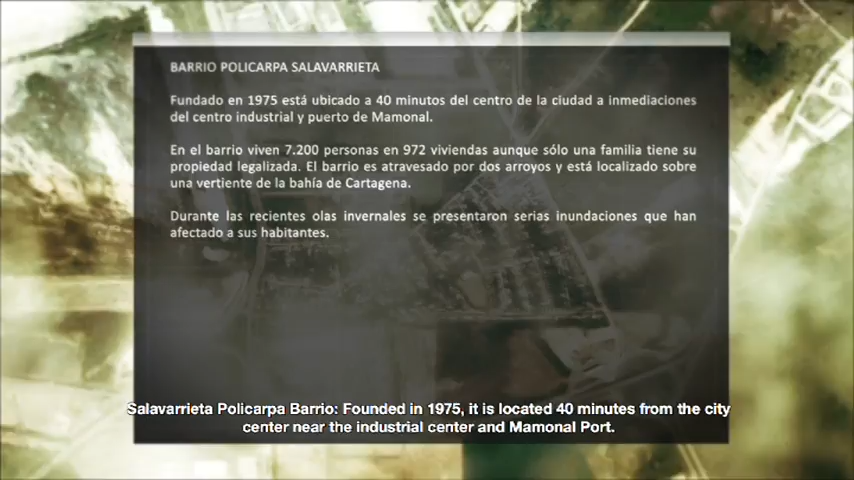 BARRIO POLICARPA SALAVARRIETA
Fundado en 1975 está ubicado a 40 minutos del centro de la ciudad a inmediaciones
del centro industrial y puerto de Mamonal.
En el barrio viven 7.200 personas en 972 viviendas aunque sólo una familia tiene su
propiedad legalizada. El barrio es atravesado por dos arroyos y está localizado sobre
una vertiente de la bahía de Cartagena.
Durante las recientes olas invernales se presentaron serias inundaciones que han
afectado a sus habitantes.
Salavarrieta Policarpa Barrio: Founded in 1975, it is located 40 minutes from the city
center near the industrial center and Mamonal Port.